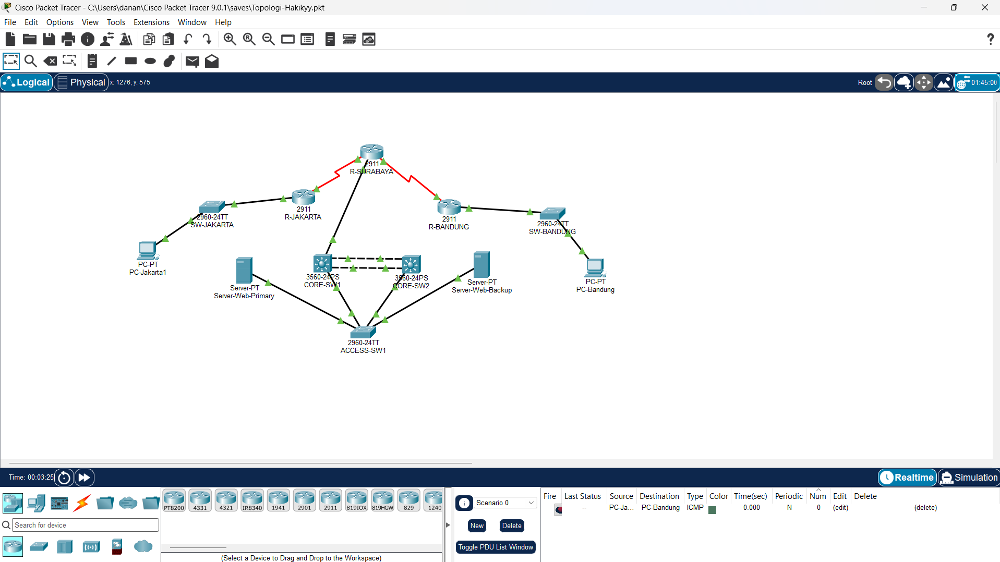 Cisco Packet Tracer - C:\Users\danan\Cisco Packet Tracer 9.0.1\saves\Topologi-Hakikyy.pkt
File Edit Options View Tools Extensions Window Help
Logical Physical x: 1276, y: 575 Root 01:45:00
2911
R-SURABAYA
2911
R-JAKARTA
2960-24TT
SW-JAKARTA
2911
R-BANDUNG
2960-24TT
SW-BANDUNG
PC-PT
PC-Jakarta1
Server-PT
Server-Web-Primary
3560-24PS
CORE-SW1
3560-24PS
CORE-SW2
Server-PT
Server-Web-Backup
PC-PT
PC-Bandung
2960-24TT
ACCESS-SW1
Time: 00:03:25 Realtime Simulation
PT8200 4331 4321 IR8340 1941 2901 2911 819IOX 819HGW 829 1240
Search for device
(Select a Device to Drag and Drop to the Workspace)
Scenario 0
New Delete
Toggle PDU List Window
Fire Last Status Source Destination Type Color Time(sec) Periodic Num Edit Delete
-- PC-Ja... PC-Bandung ICMP 0.000 N 0 (edit) (delete)